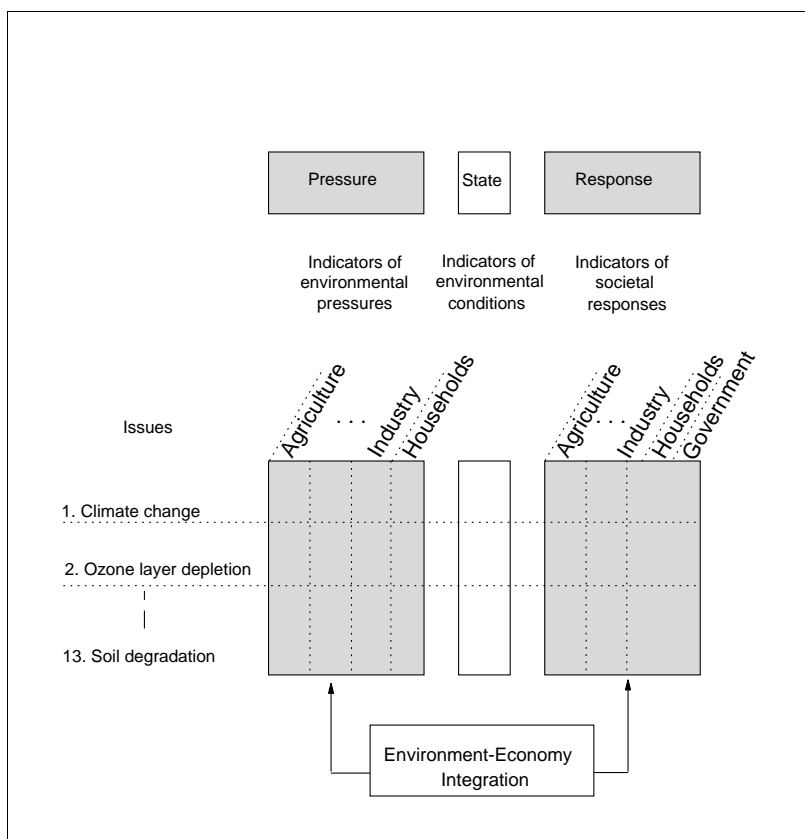 Pressure
State
Response
Indicators of
environmental
pressures
Indicators of
environmental
conditions
Indicators of
societal
responses
Issues
Agriculture
. . .
Industry
Households
Agriculture
. . .
Industry
Households
Government
1. Climate change
2. Ozone layer depletion
13. Soil degradation
Environment-Economy
Integration